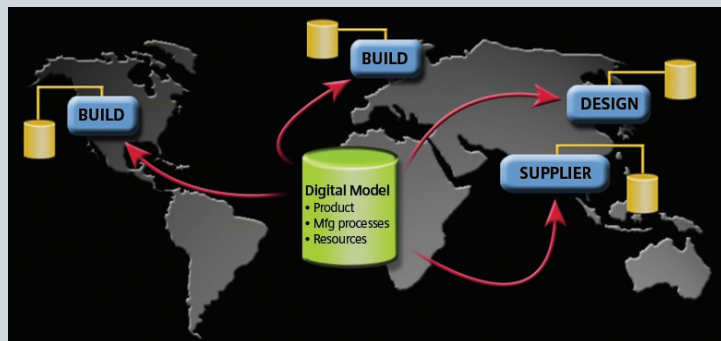 BUILD
BUILD
DESIGN
SUPPLIER
Digital Model
• Product
• Mfg processes
• Resources